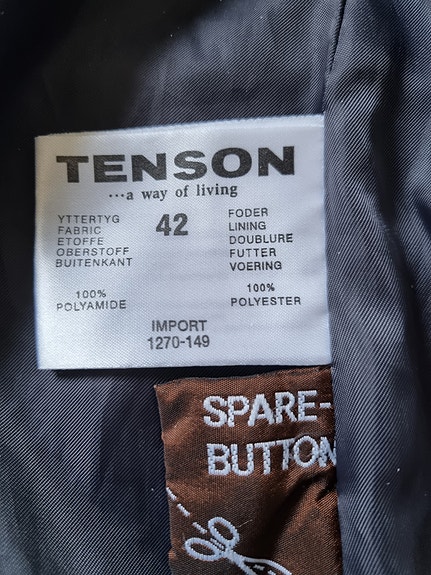 TENSON
...a way of living
YTTERTYG
FABRIC
ETOFFE
OBERSTOFF
BUITENKANT
42
FODER
LINING
DOUBLURE
FUTTER
VOERING
100%
POLYAMIDE
100%
POLYESTER
IMPORT
1270-149
SPARE-
BUTTON